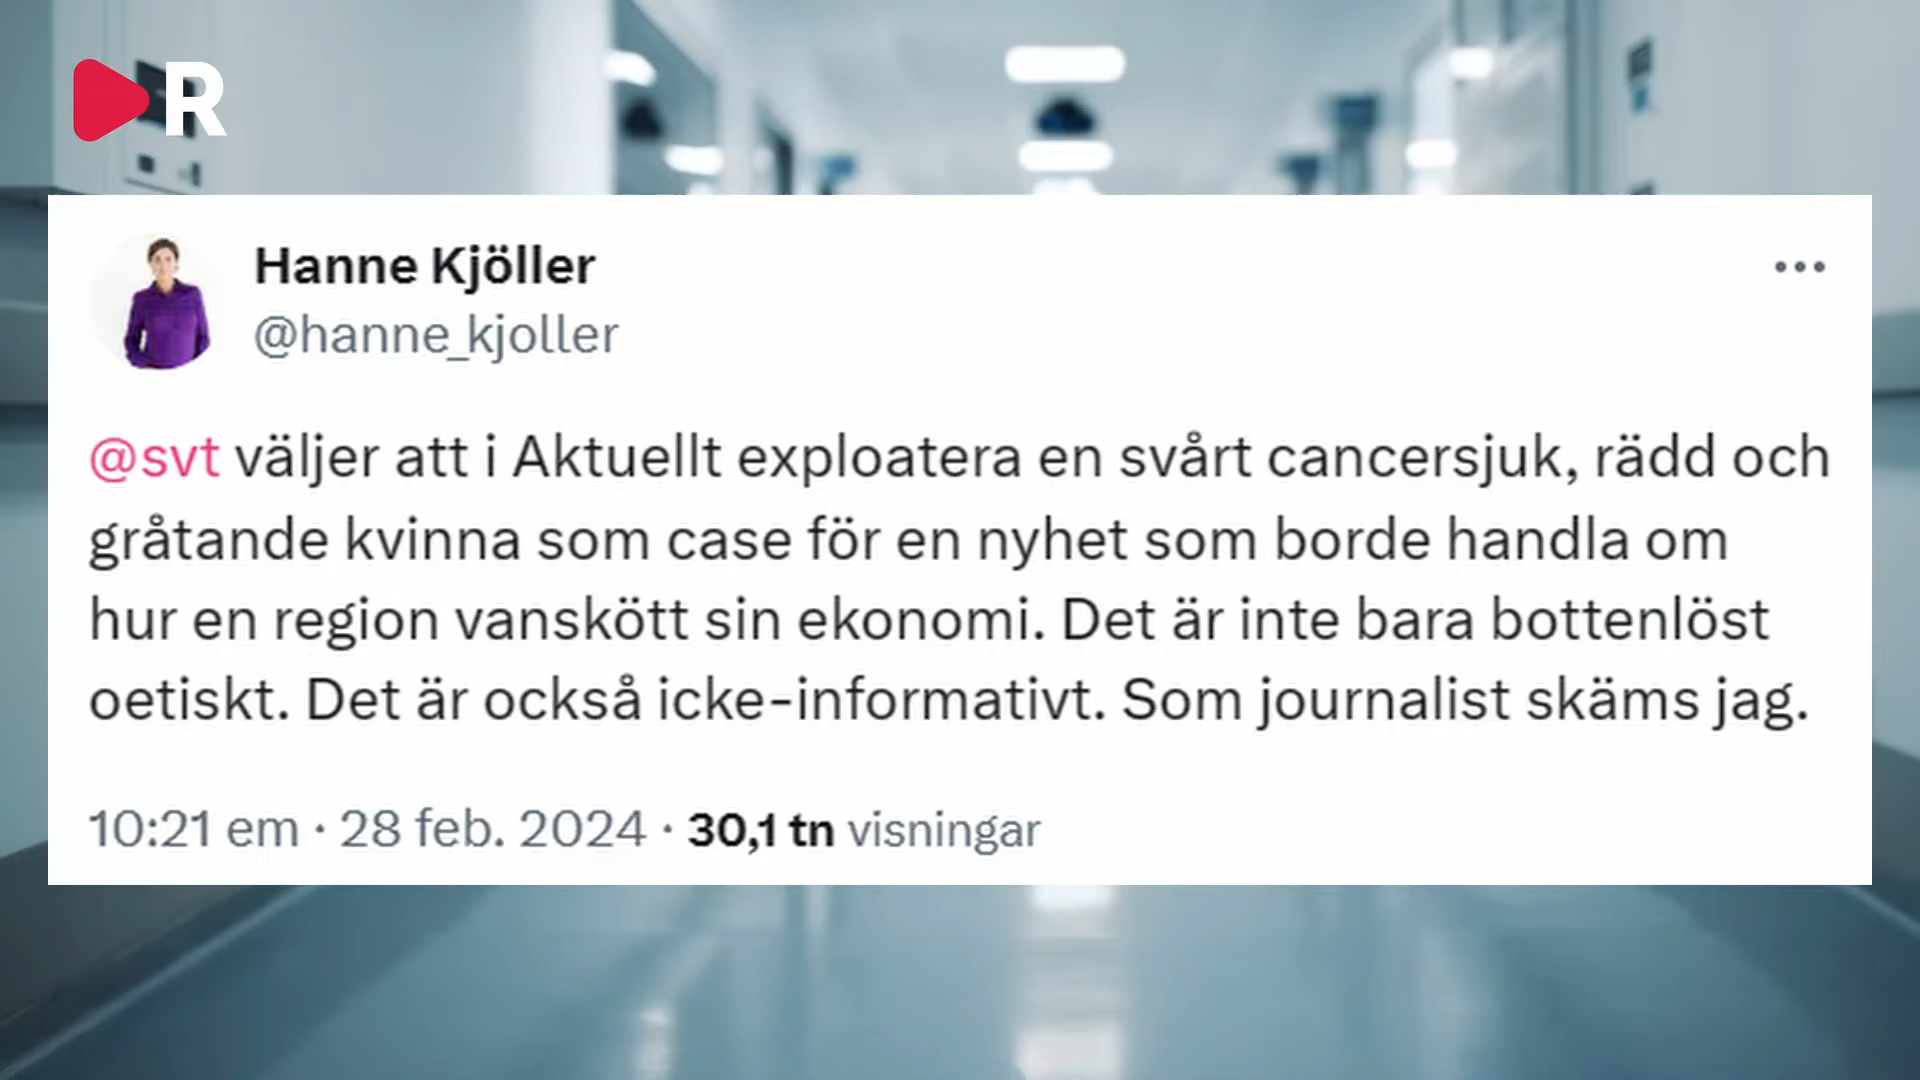 R
Hanne Kjöller
@hanne_kjoller
@svt väljer att i Aktuellt exploatera en svårt cancersjuk, rädd och
gråtande kvinna som case för en nyhet som borde handla om
hur en region vanskött sin ekonomi. Det är inte bara bottenlöst
oetiskt. Det är också icke-informativt. Som journalist skäms jag.
10:21 em · 28 feb. 2024 · 30,1 tn visningar